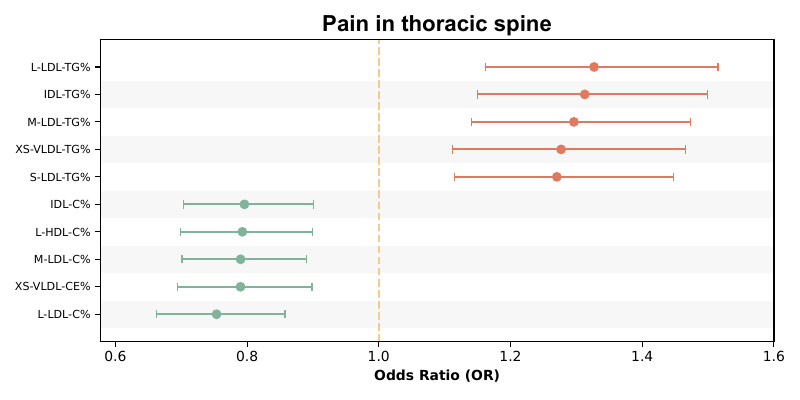 Pain in thoracic spine
L-LDL-TG%
IDL-TG%
M-LDL-TG%
XS-VLDL-TG%
S-LDL-TG%
IDL-C%
L-HDL-C%
M-LDL-C%
XS-VLDL-CE%
L-LDL-C%
0.6 0.8 1.0 1.2 1.4 1.6
Odds Ratio (OR)